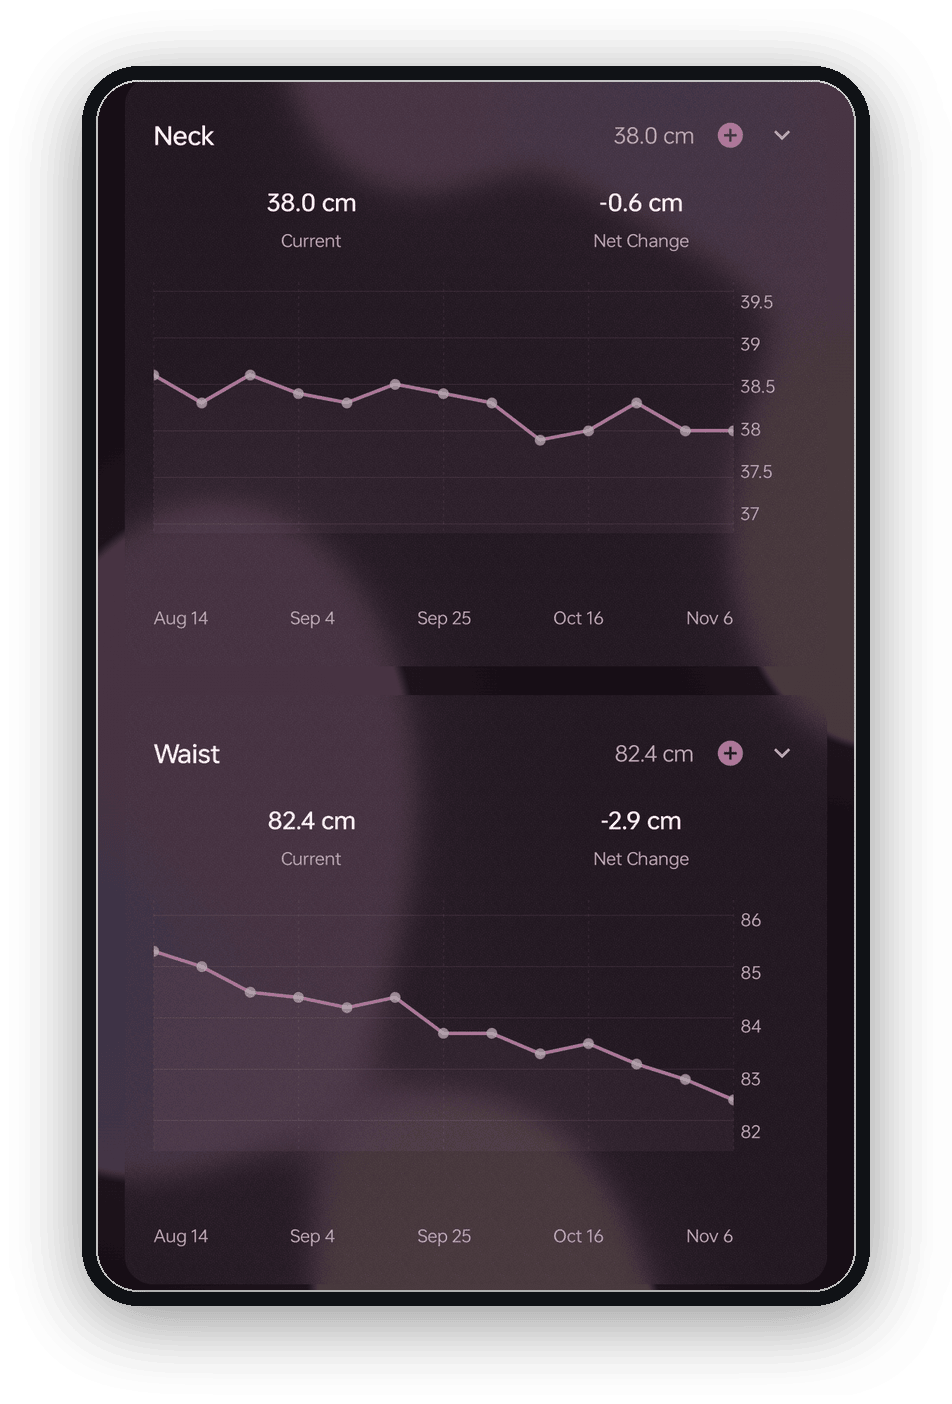 Neck 38.0 cm
38.0 cm -0.6 cm
Current Net Change
39.5
39
38.5
38
37.5
37
Aug 14 Sep 4 Sep 25 Oct 16 Nov 6
Waist 82.4 cm
82.4 cm -2.9 cm
Current Net Change
86
85
84
83
82
Aug 14 Sep 4 Sep 25 Oct 16 Nov 6